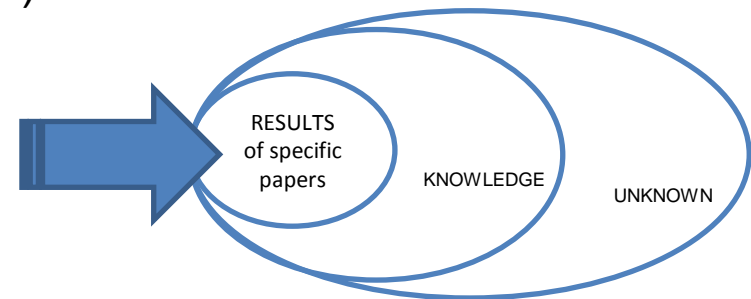 RESULTS
of specific
papers
KNOWLEDGE
UNKNOWN